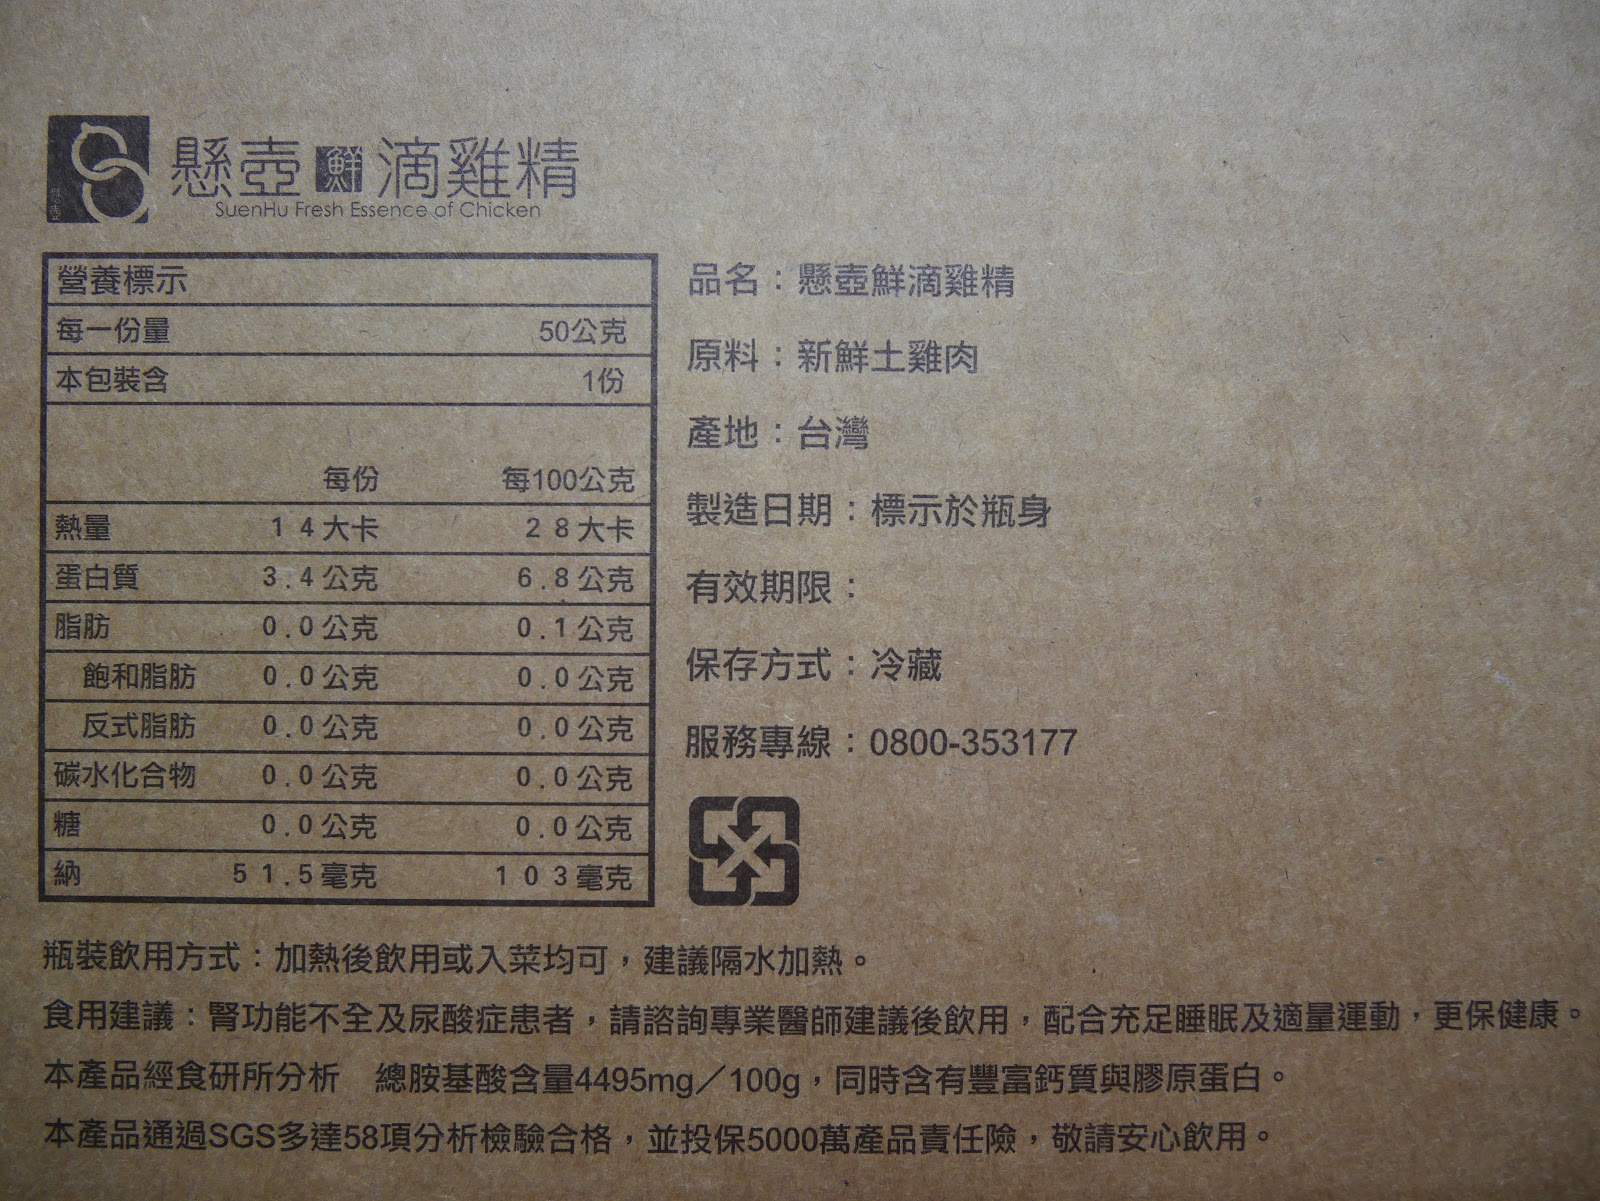 懸壺鮮滴雞精
SuenHu Fresh Essence of Chicken
懸壺
營養標示
每一份量 50公克
本包裝含 1份
每份 每100公克
熱量 14大卡 28大卡
蛋白質 3.4公克 6.8公克
脂肪 0.0公克 0.1公克
飽和脂肪 0.0公克 0.0公克
反式脂肪 0.0公克 0.0公克
碳水化合物 0.0公克 0.0公克
糖 0.0公克 0.0公克
納 51.5毫克 103毫克
品名：懸壺鮮滴雞精
原料：新鮮土雞肉
產地：台灣
製造日期：標示於瓶身
有效期限：
保存方式：冷藏
服務專線：0800-353177
瓶裝飲用方式：加熱後飲用或入菜均可，建議隔水加熱。
食用建議：腎功能不全及尿酸症患者，請諮詢專業醫師建議後飲用，配合充足睡眠及適量運動，更保健康。
本產品經食研所分析 總胺基酸含量4495mg／100g，同時含有豐富鈣質與膠原蛋白。
本產品通過SGS多達58項分析檢驗合格，並投保5000萬產品責任險，敬請安心飲用。